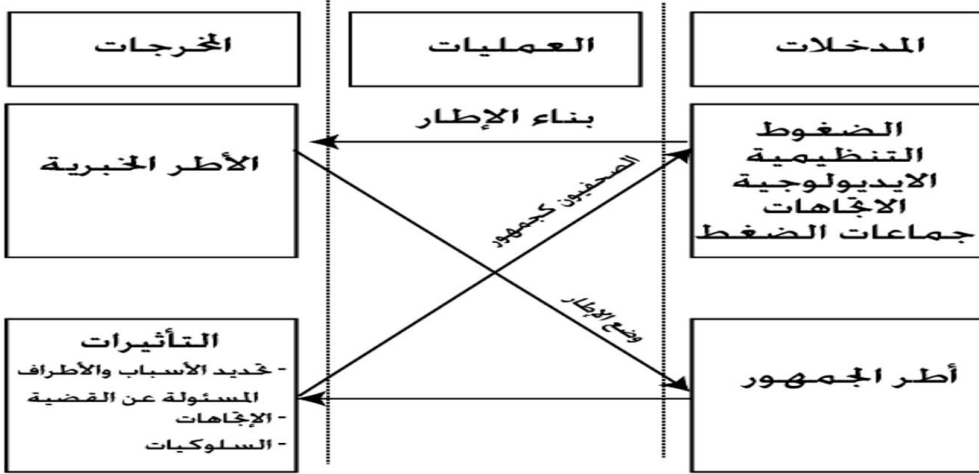 المدخلات
العمليات
المخرجات
الضغوط
التنظيمية
الايديولوجية
الاتجاهات
جماعات الضغط
بناء الإطار
الأطر الخبرية
الصحفيون كجمهور
وضع الإطار
أطر الجمهور
التأثيرات
- تحديد الأسباب والأطراف
المسئولة عن القضية
- الإتجاهات
- السلوكيات